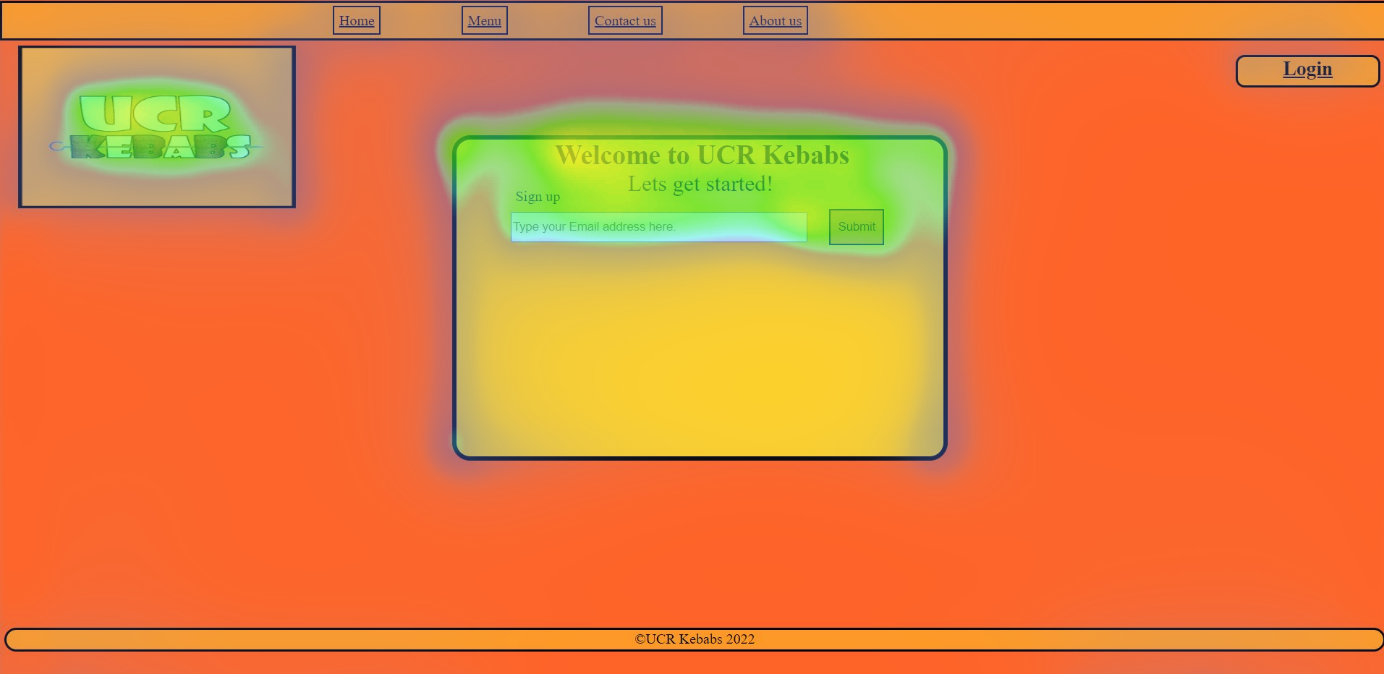 Home Menu Contact us About us
Login
UCR
KEBABS
Welcome to UCR Kebabs
Lets get started!
Sign up
Type your Email address here. Submit
©UCR Kebabs 2022